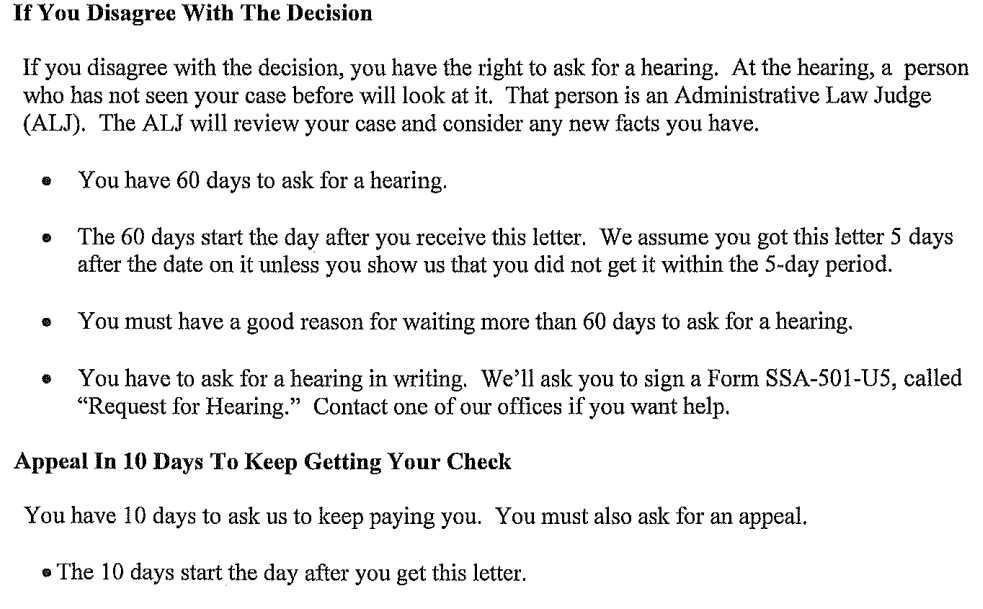 If You Disagree With The Decision
If you disagree with the decision, you have the right to ask for a hearing. At the hearing, a person
who has not seen your case before will look at it. That person is an Administrative Law Judge
(ALJ). The ALJ will review your case and consider any new facts you have.
• You have 60 days to ask for a hearing.
• The 60 days start the day after you receive this letter. We assume you got this letter 5 days
after the date on it unless you show us that you did not get it within the 5-day period.
• You must have a good reason for waiting more than 60 days to ask for a hearing.
• You have to ask for a hearing in writing. We'll ask you to sign a Form SSA-501-U5, called
“Request for Hearing.” Contact one of our offices if you want help.
Appeal In 10 Days To Keep Getting Your Check
You have 10 days to ask us to keep paying you. You must also ask for an appeal.
• The 10 days start the day after you get this letter.